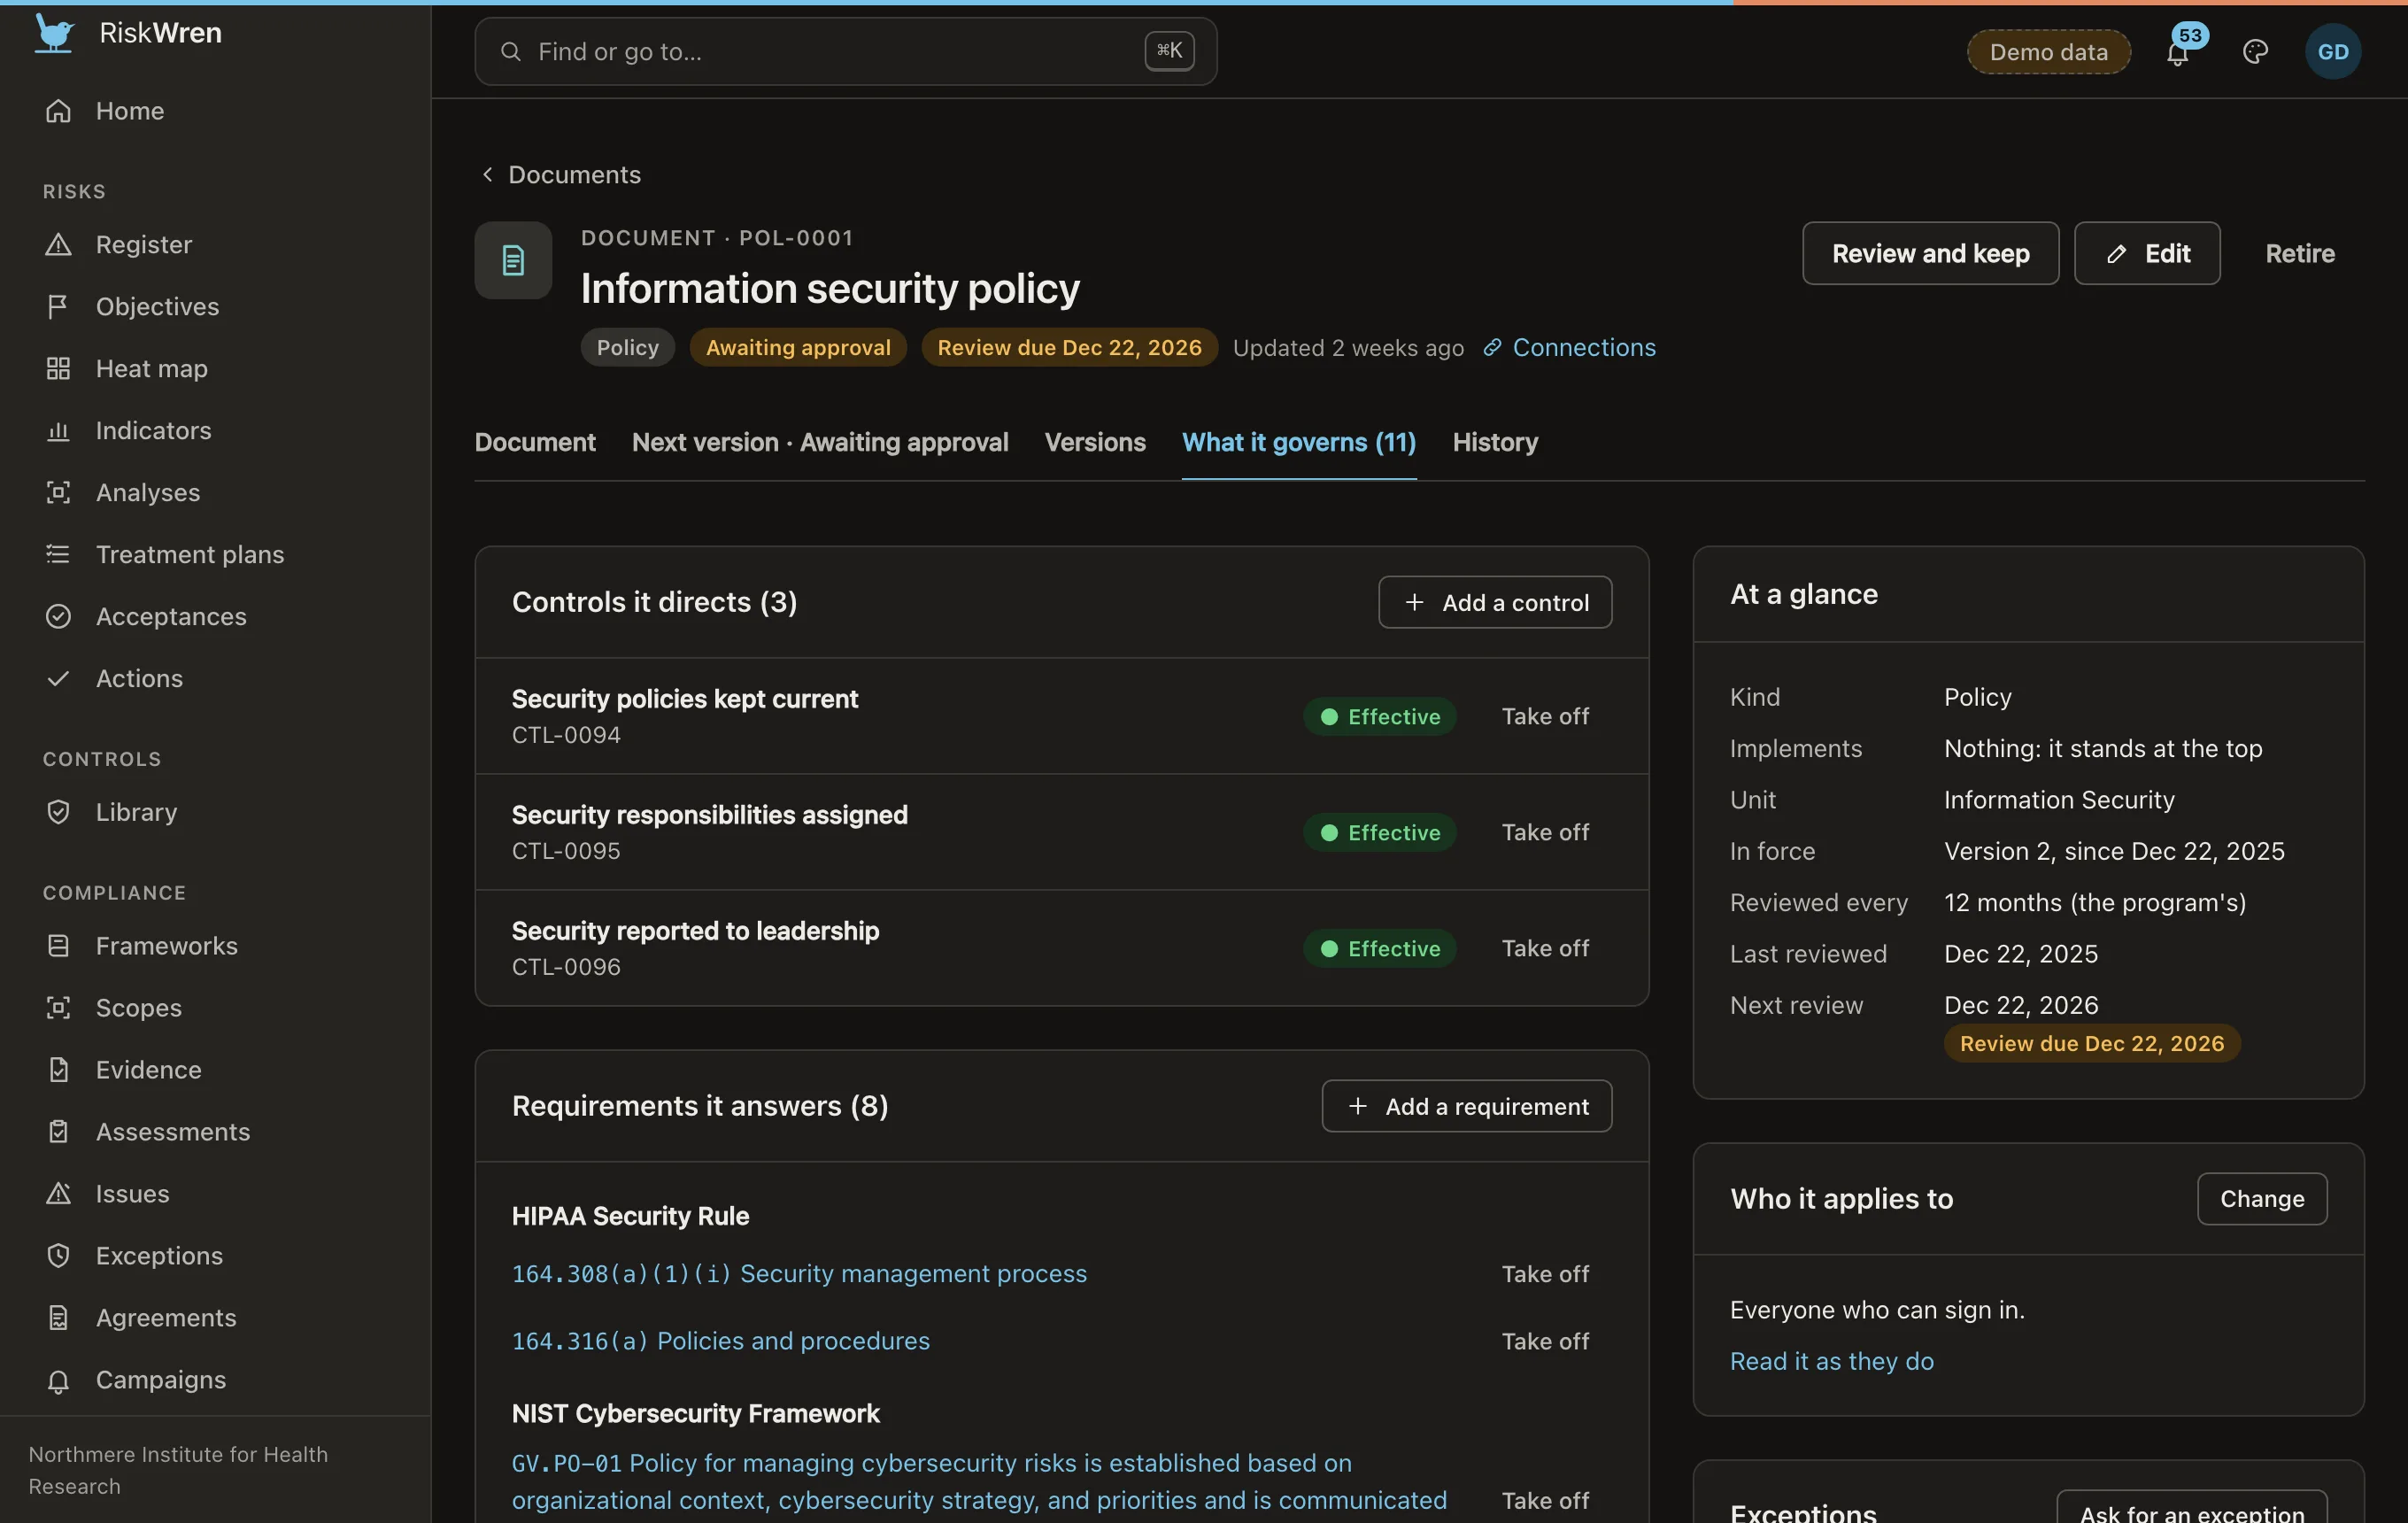 RiskWren
Find or go to...
⌘K
Demo data
53
GD
Home
RISKS
Register
Objectives
Heat map
Indicators
Analyses
Treatment plans
Acceptances
Actions
CONTROLS
Library
COMPLIANCE
Frameworks
Scopes
Evidence
Assessments
Issues
Exceptions
Agreements
Campaigns
Northmere Institute for Health
Research
Documents
DOCUMENT · POL-0001
Information security policy
Policy
Awaiting approval
Review due Dec 22, 2026
Updated 2 weeks ago
Connections
Review and keep
Edit
Retire
Document
Next version · Awaiting approval
Versions
What it governs (11)
History
Controls it directs (3)
Add a control
Security policies kept current
CTL-0094
Effective
Take off
Security responsibilities assigned
CTL-0095
Effective
Take off
Security reported to leadership
CTL-0096
Effective
Take off
Requirements it answers (8)
Add a requirement
HIPAA Security Rule
164.308(a)(1)(i) Security management process
Take off
164.316(a) Policies and procedures
Take off
NIST Cybersecurity Framework
GV.PO-01 Policy for managing cybersecurity risks is established based on
organizational context, cybersecurity strategy, and priorities and is communicated
Take off
At a glance
Kind Policy
Implements Nothing: it stands at the top
Unit Information Security
In force Version 2, since Dec 22, 2025
Reviewed every 12 months (the program's)
Last reviewed Dec 22, 2025
Next review Dec 22, 2026
Review due Dec 22, 2026
Who it applies to
Change
Everyone who can sign in.
Read it as they do
Exceptions
Ask for an exception